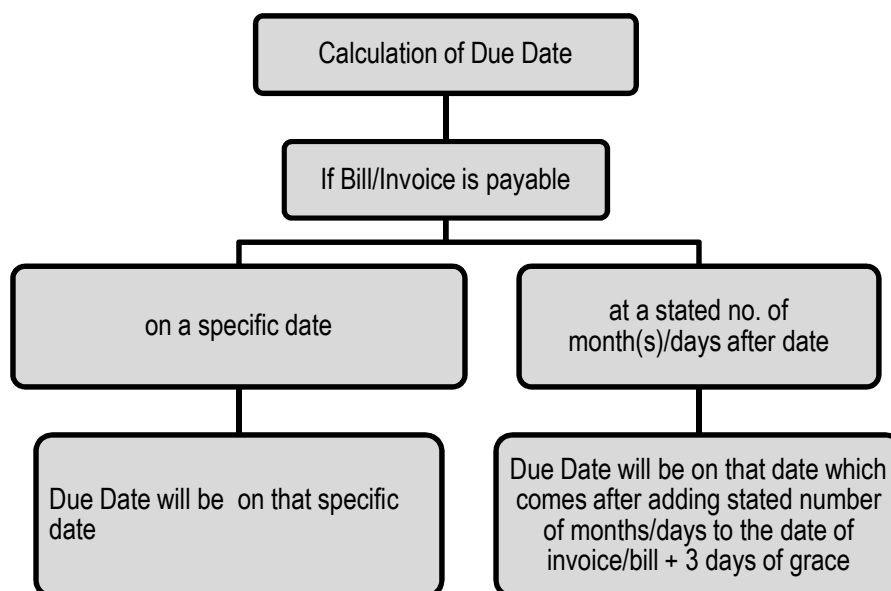 Calculation of Due Date
If Bill/Invoice is payable
on a specific date
at a stated no. of
month(s)/days after date
Due Date will be on that specific
date
Due Date will be on that date which
comes after adding stated number
of months/days to the date of
invoice/bill + 3 days of grace